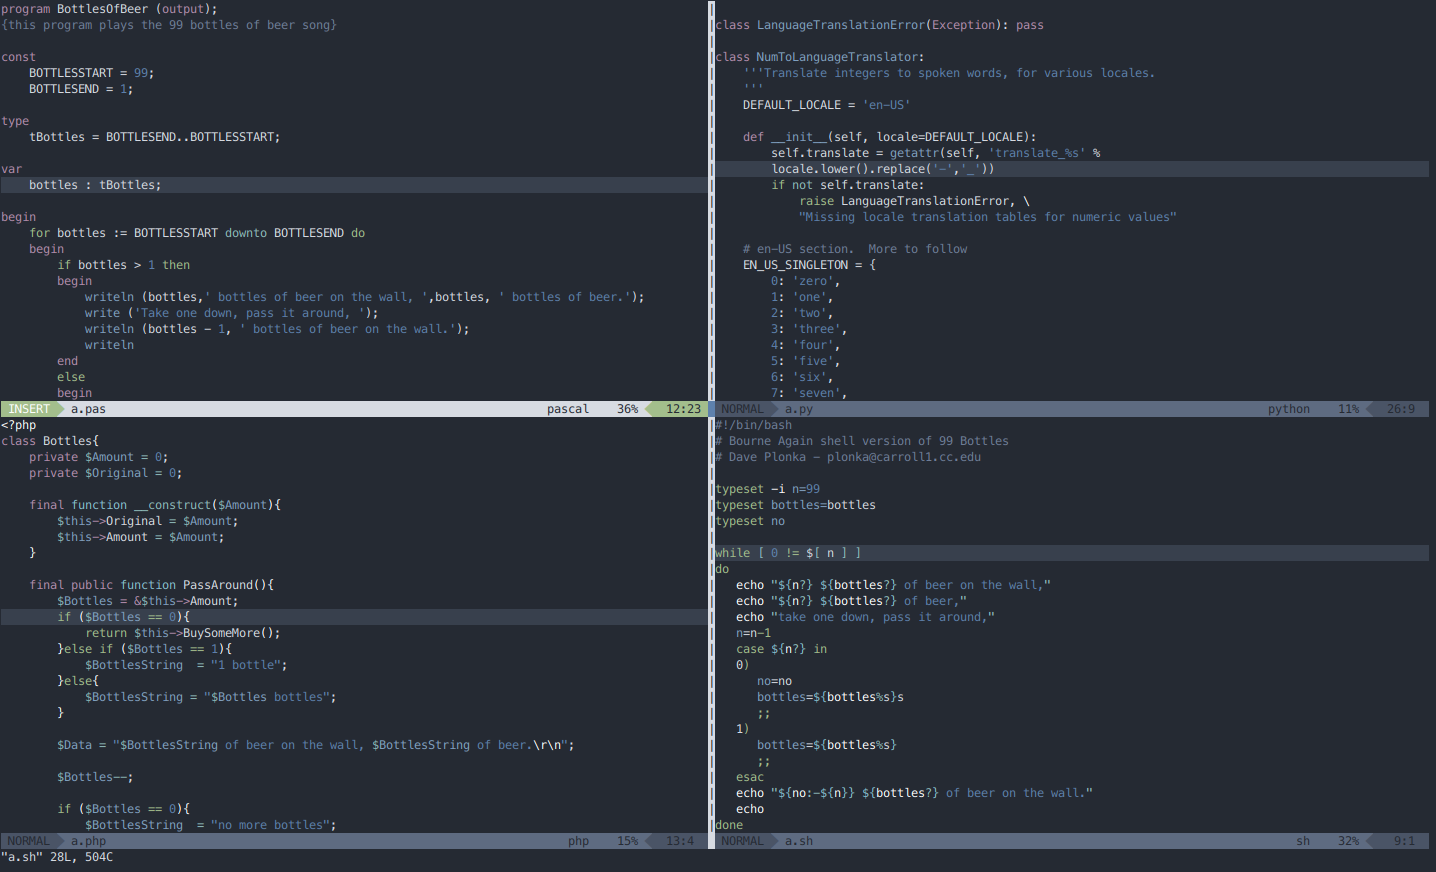 program BottlesOfBeer (output);
{this program plays the 99 bottles of beer song}
const
    BOTTLESSTART = 99;
    BOTTLESEND = 1;
type
    tBottles = BOTTLESEND..BOTTLESSTART;
var
    bottles : tBottles;
begin
    for bottles := BOTTLESSTART downto BOTTLESEND do
    begin
        if bottles > 1 then
        begin
            writeln (bottles,' bottles of beer on the wall, ',bottles, ' bottles of beer.');
            write ('Take one down, pass it around, ');
            writeln (bottles - 1, ' bottles of beer on the wall.');
            writeln
        end
        else
        begin
INSERT a.pas pascal 36% 12:23
class LanguageTranslationError(Exception): pass
class NumToLanguageTranslator:
    '''Translate integers to spoken words, for various locales.
    '''
    DEFAULT_LOCALE = 'en-US'
    def __init__(self, locale=DEFAULT_LOCALE):
        self.translate = getattr(self, 'translate_%s' %
        locale.lower().replace('-','_'))
        if not self.translate:
            raise LanguageTranslationError, \
            "Missing locale translation tables for numeric values"
    # en-US section.  More to follow
    EN_US_SINGLETON = {
        0: 'zero',
        1: 'one',
        2: 'two',
        3: 'three',
        4: 'four',
        5: 'five',
        6: 'six',
        7: 'seven',
NORMAL a.py python 11% 26:9
<?php
class Bottles{
    private $Amount = 0;
    private $Original = 0;
    final function __construct($Amount){
        $this->Original = $Amount;
        $this->Amount = $Amount;
    }
    final public function PassAround(){
        $Bottles = &$this->Amount;
        if ($Bottles == 0){
            return $this->BuySomeMore();
        }else if ($Bottles == 1){
            $BottlesString  = "1 bottle";
        }else{
            $BottlesString = "$Bottles bottles";
        }
        $Data = "$BottlesString of beer on the wall, $BottlesString of beer.\r\n";
        $Bottles--;
        if ($Bottles == 0){
            $BottlesString  = "no more bottles";
NORMAL a.php php 15% 13:4
#!/bin/bash
# Bourne Again shell version of 99 Bottles
# Dave Plonka - plonka@carroll1.cc.edu
typeset -i n=99
typeset bottles=bottles
typeset no
while [ 0 != $[ n ] ]
do
   echo "${n?} ${bottles?} of beer on the wall,"
   echo "${n?} ${bottles?} of beer,"
   echo "take one down, pass it around,"
   n=n-1
   case ${n?} in
   0)
      no=no
      bottles=${bottles%s}s
      ;;
   1)
      bottles=${bottles%s}
      ;;
   esac
   echo "${no:-${n}} ${bottles?} of beer on the wall."
   echo
done
NORMAL a.sh sh 32% 9:1
"a.sh" 28L, 504C